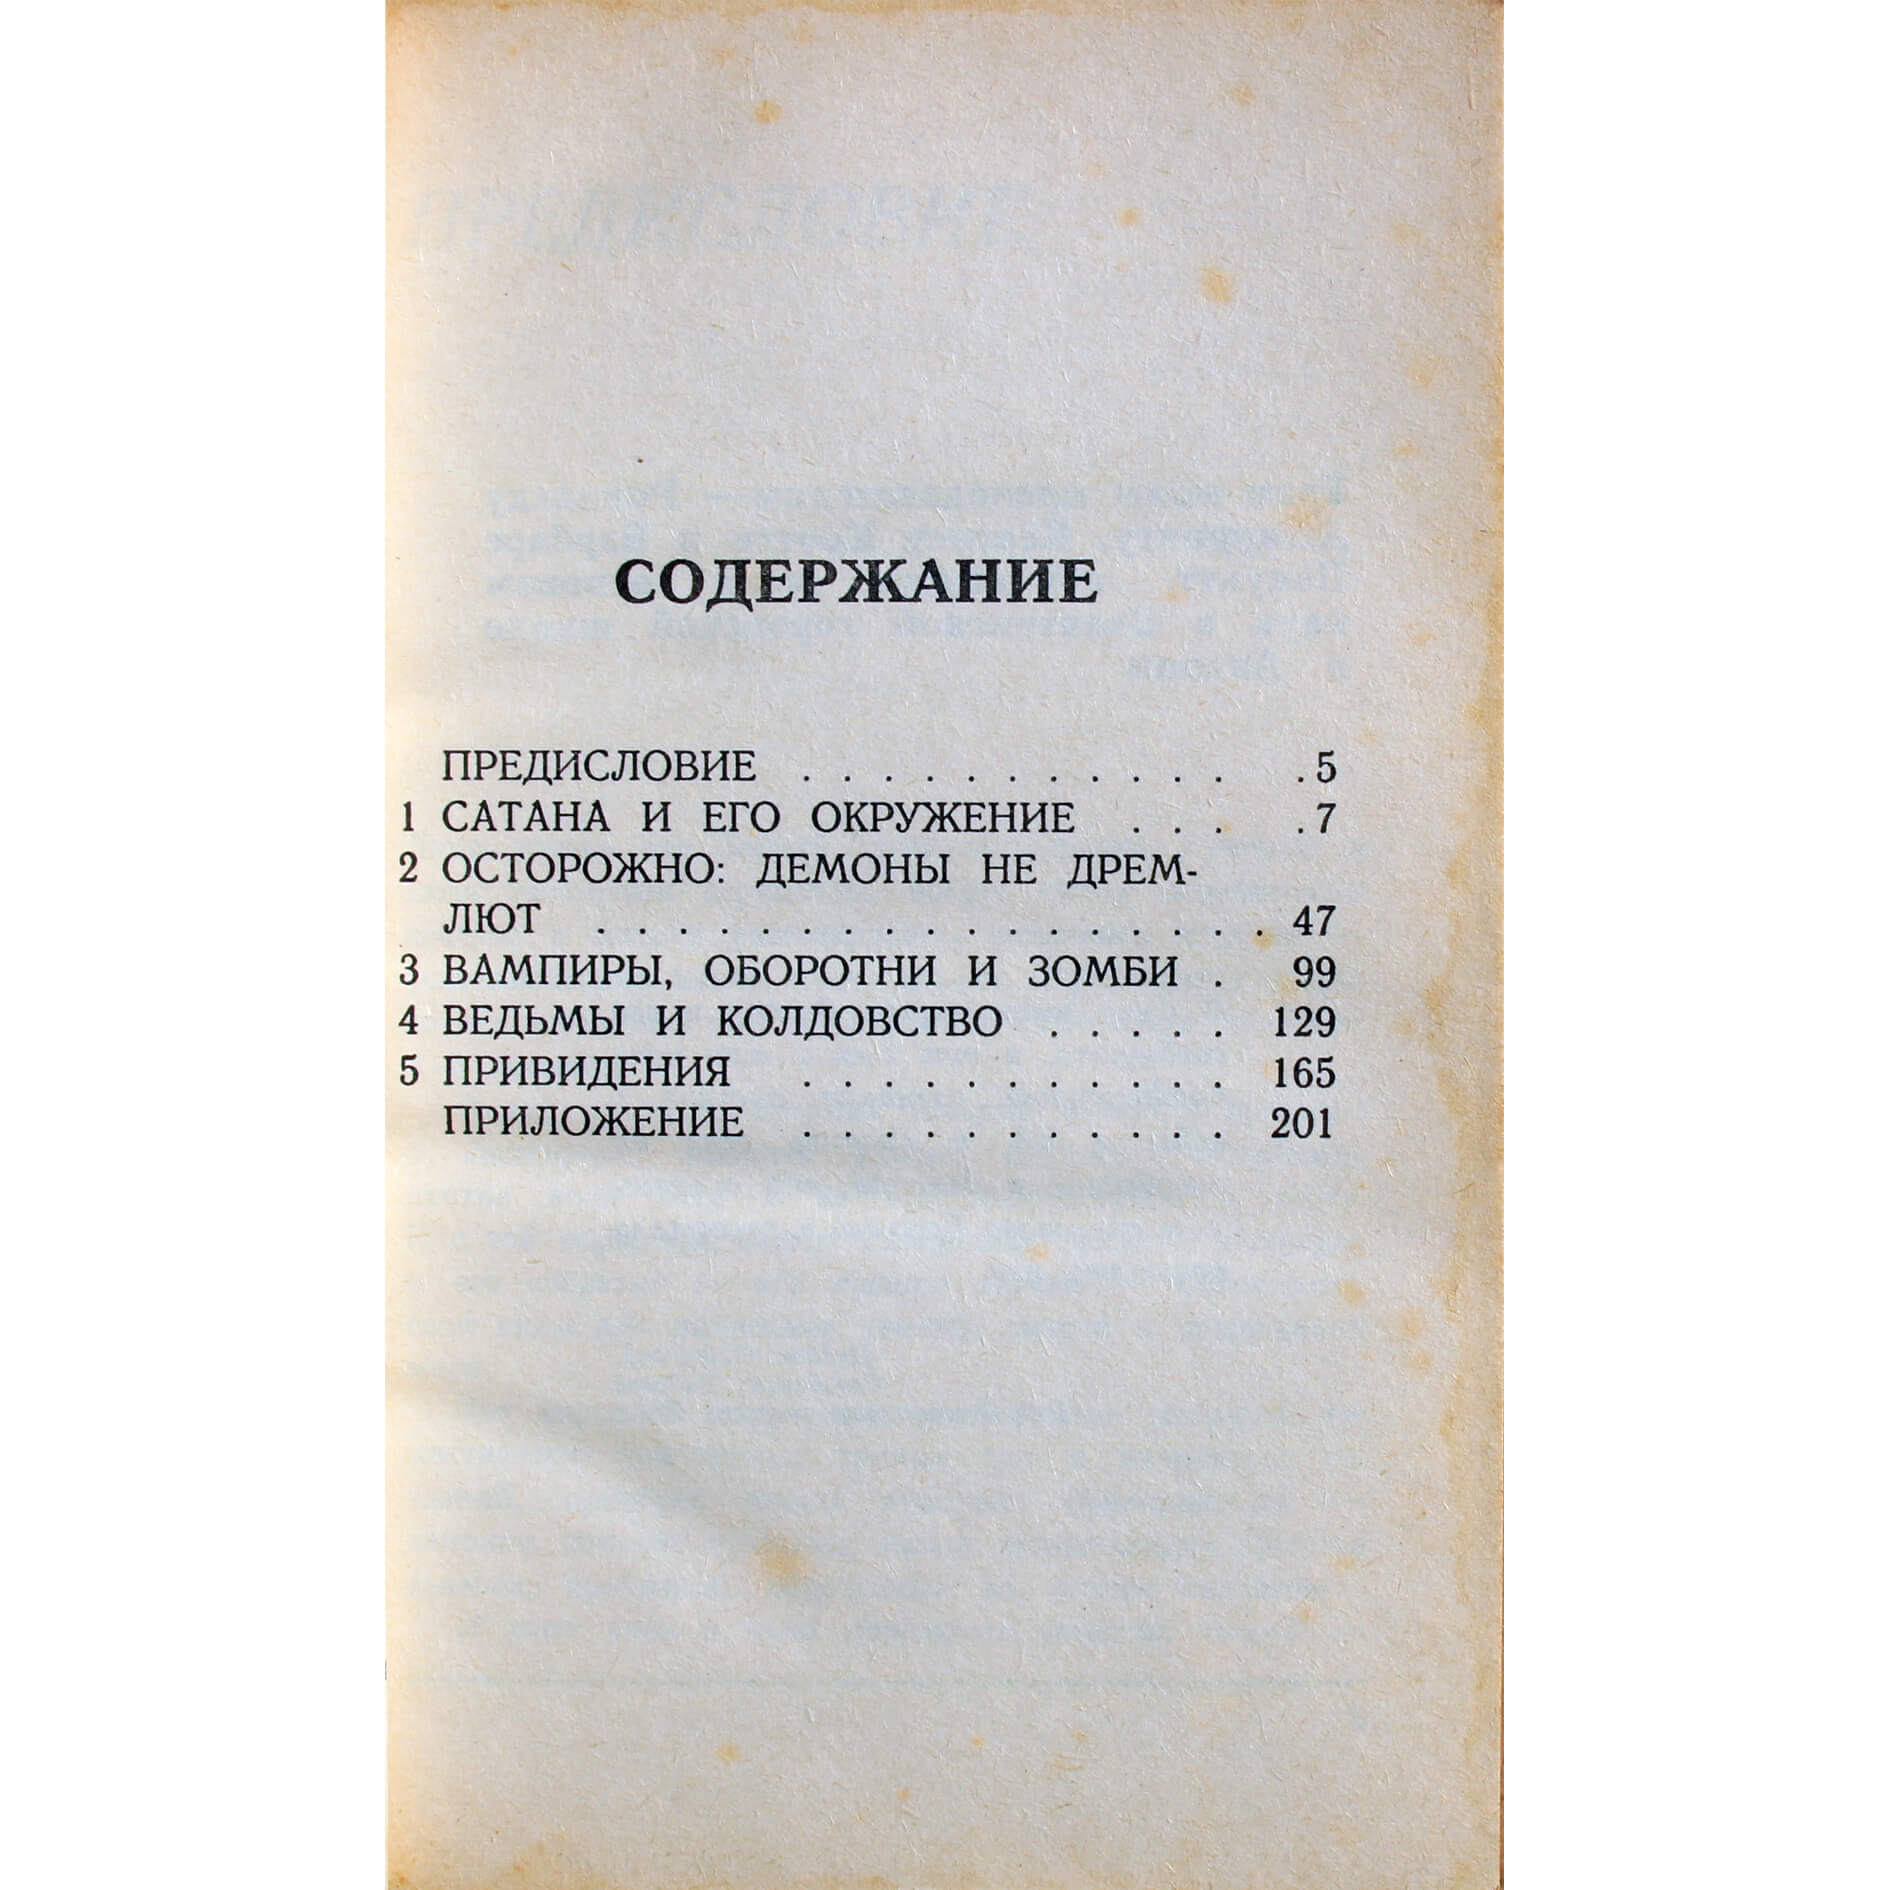 СОДЕРЖАНИЕ
ПРЕДИСЛОВИЕ . . . . . . . . . . . . 5
1 САТАНА И ЕГО ОКРУЖЕНИЕ . . . . 7
2 ОСТОРОЖНО: ДЕМОНЫ НЕ ДРЕМ-
ЛЮТ . . . . . . . . . . . . . . . . . 47
3 ВАМПИРЫ, ОБОРОТНИ И ЗОМБИ . 99
4 ВЕДЬМЫ И КОЛДОВСТВО . . . . . 129
5 ПРИВИДЕНИЯ . . . . . . . . . . . 165
ПРИЛОЖЕНИЕ . . . . . . . . . . . 201